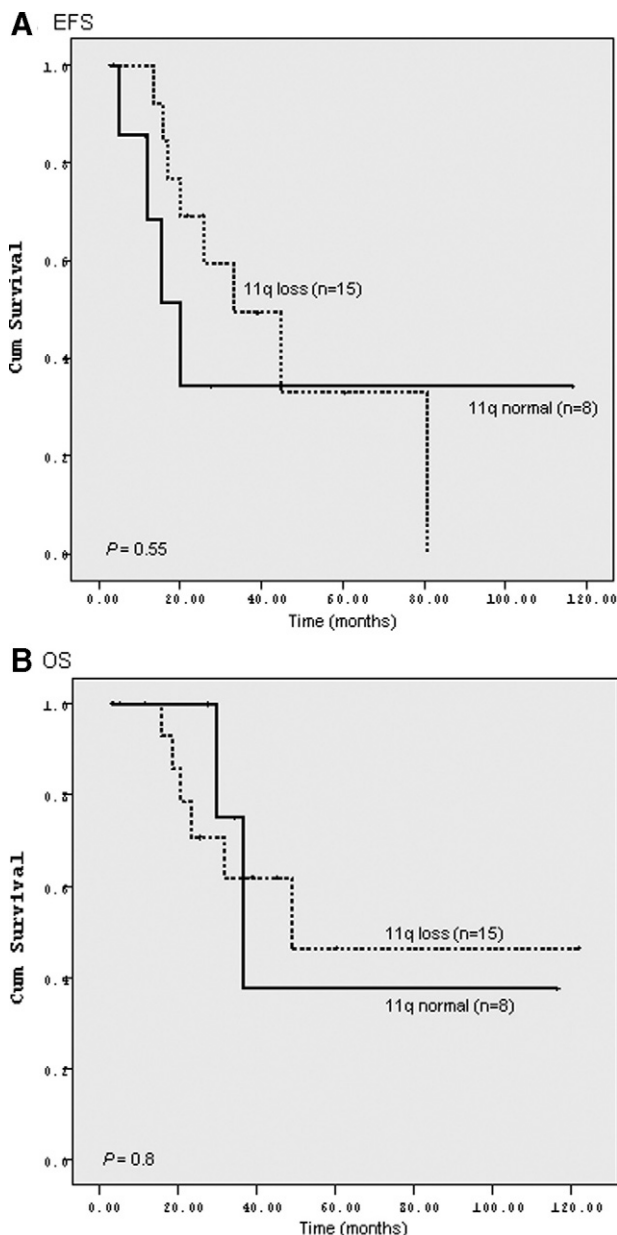 A EFS
1.0
0.8
0.6
0.4
0.2
0.0
Cum Survival
11q loss (n=15)
11q normal (n=8)
P = 0.55
0.00 20.00 40.00 60.00 80.00 100.00 120.00
Time (months)
B OS
1.0
0.8
0.6
0.4
0.2
0.0
Cum Survival
11q loss (n=15)
11q normal (n=8)
P = 0.8
0.00 20.00 40.00 60.00 80.00 100.00 120.00
Time (months)